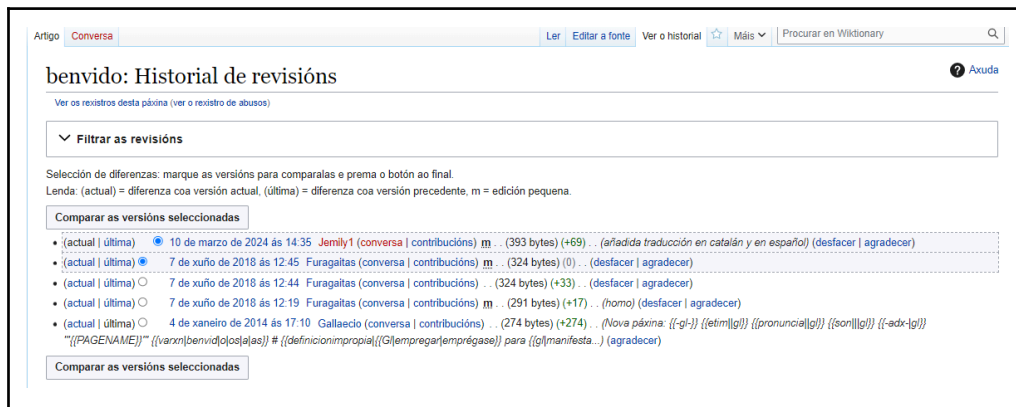 Artigo Conversa Ler Editar a fonte Ver o historial Máis Procurar en Wiktionary
benvido: Historial de revisións
Axuda
Ver os rexistros desta páxina (ver o rexistro de abusos)
Filtrar as revisións
Selección de diferenzas: marque as versións para comparalas e prema o botón ao final.
Lenda: (actual) = diferenza coa versión actual, (última) = diferenza coa versión precedente, m = edición pequena.
Comparar as versións seleccionadas
(actual | última) 10 de marzo de 2024 ás 14:35 Jemily1 (conversa | contribucións) m . . (393 bytes) (+69) . . (añadida traducción en catalán y en español) (desfacer | agradecer)
(actual | última) 7 de xuño de 2018 ás 12:45 Furagaitas (conversa | contribucións) m . . (324 bytes) (0) . . (desfacer | agradecer)
(actual | última) 7 de xuño de 2018 ás 12:44 Furagaitas (conversa | contribucións) . . (324 bytes) (+33) . . (desfacer | agradecer)
(actual | última) 7 de xuño de 2018 ás 12:19 Furagaitas (conversa | contribucións) m . . (291 bytes) (+17) . . (homo) (desfacer | agradecer)
(actual | última) 4 de xaneiro de 2014 ás 17:10 Gallaecio (conversa | contribucións) . . (274 bytes) (+274) . . (Nova páxina: {{-gl-}} {{etim||gl}} {{pronuncia||gl}} {{son|||gl}} {{-adx-|gl}}
'''{{PAGENAME}}''' {{varxn|benvid|o|os|a|as}} # {{definicionimpropia|{{Gl|empregar|emprégase}} para {{gl|manifesta...) (agradecer)
Comparar as versións seleccionadas